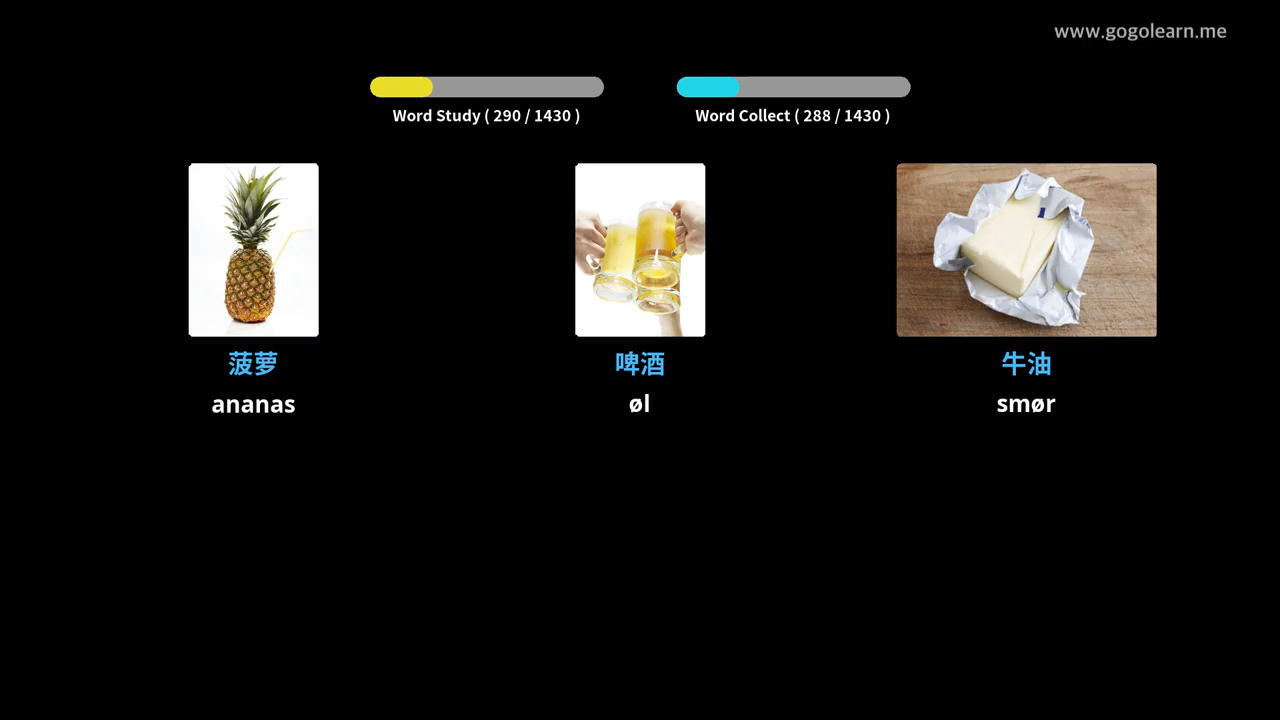 www.gogolearn.me
Word Study ( 290 / 1430 )
Word Collect ( 288 / 1430 )
菠萝
啤酒
牛油
ananas
øl
smør